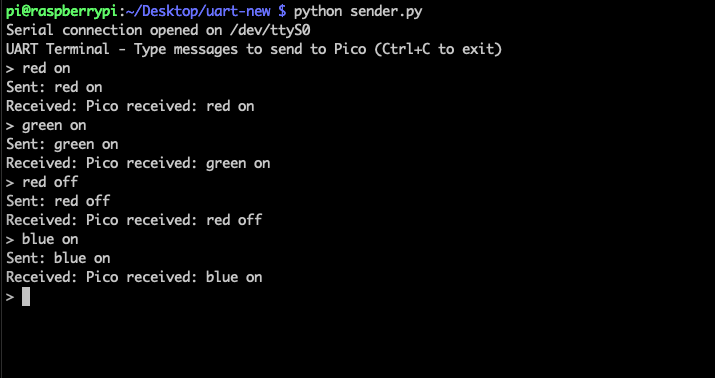 pi@raspberrypi:~/Desktop/uart-new $ python sender.py
Serial connection opened on /dev/ttyS0
UART Terminal - Type messages to send to Pico (Ctrl+C to exit)
> red on
Sent: red on
Received: Pico received: red on
> green on
Sent: green on
Received: Pico received: green on
> red off
Sent: red off
Received: Pico received: red off
> blue on
Sent: blue on
Received: Pico received: blue on
>